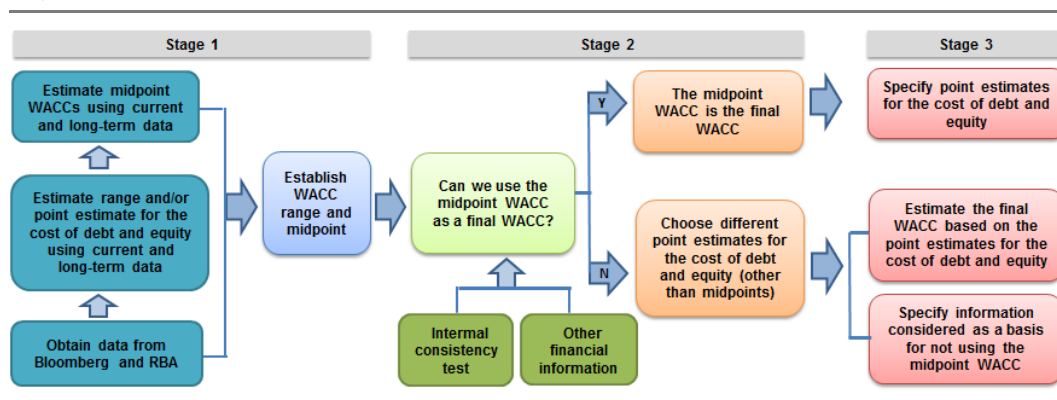 Stage 1
Stage 2
Stage 3
Estimate midpoint
WACCs using current
and long-term data
Estimate range and/or
point estimate for the
cost of debt and equity
using current and
long-term data
Obtain data from
Bloomberg and RBA
Establish
WACC
range and
midpoint
Can we use the
midpoint WACC
as a final WACC?
Intermal
consistency
test
Other
financial
information
Y
The midpoint
WACC is the final
WACC
N
Choose different
point estimates for
the cost of debt
and equity (other
than midpoints)
Specify point estimates
for the cost of debt and
equity
Estimate the final
WACC based on the
point estimates for the
cost of debt and equity
Specify information
considered as a basis
for not using the
midpoint WACC